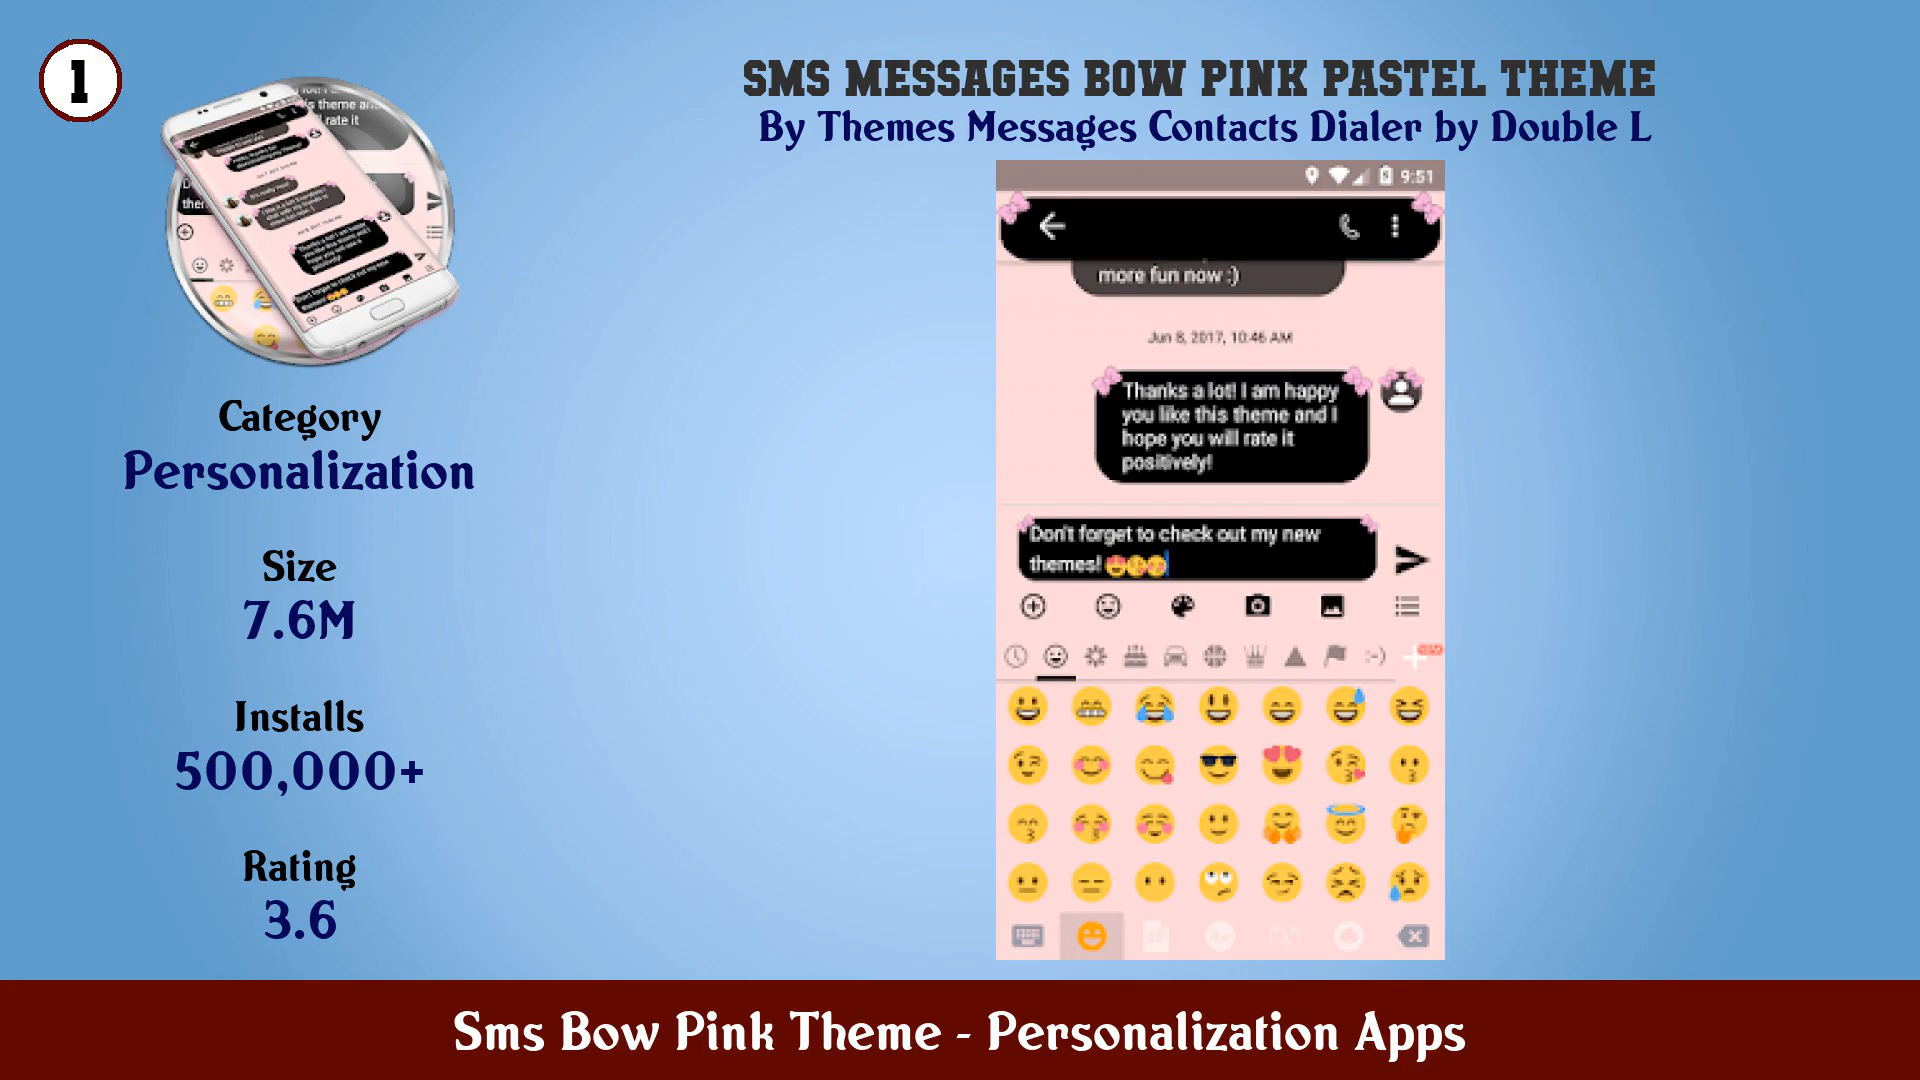 1
SMS MESSAGES BOW PINK PASTEL THEME
By Themes Messages Contacts Dialer by Double L
Category
Personalization
Size
7.6M
Installs
500,000+
Rating
3.6
9:51
more fun now :)
Jun 8, 2017, 10:46 AM
Thanks a lot! I am happy
you like this theme and I
hope you will rate it
positively!
Don't forget to check out my new
themes! 😍😘😚
:-)
Sms Bow Pink Theme - Personalization Apps